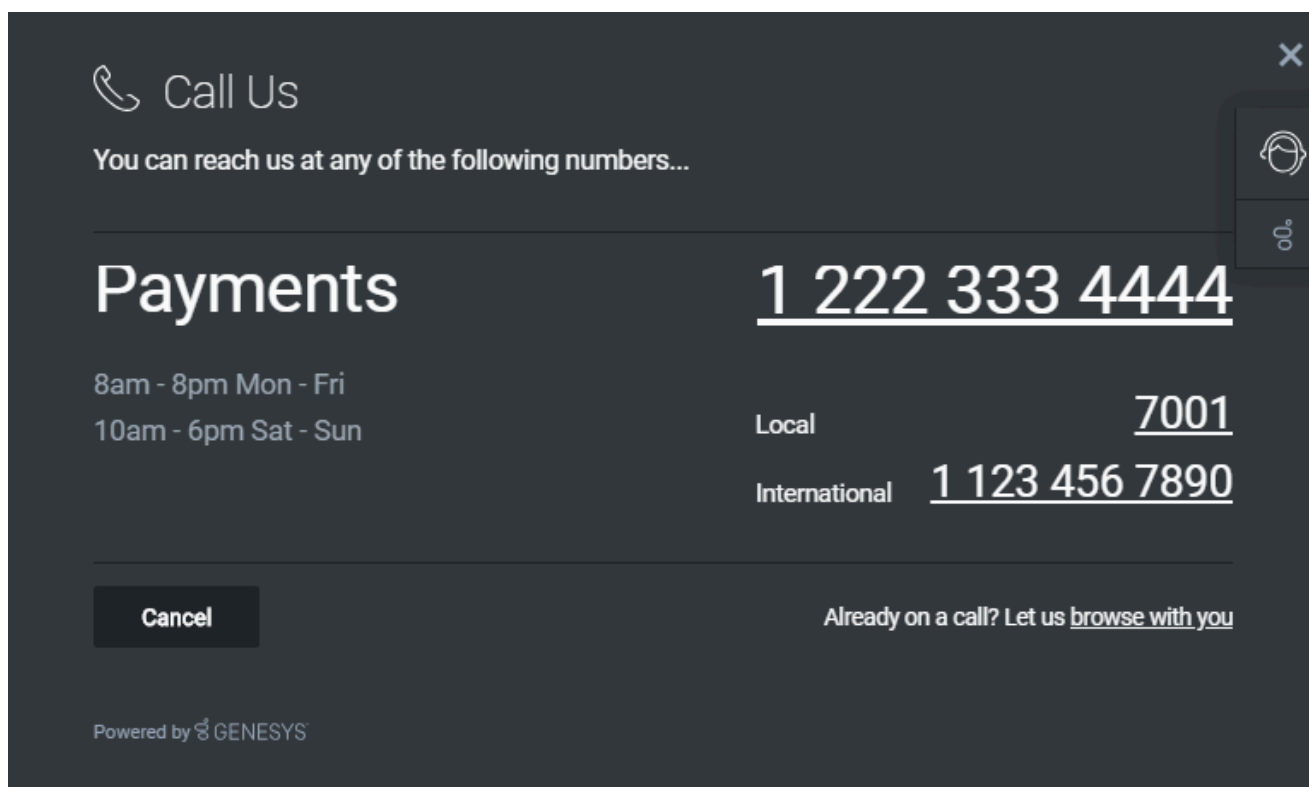 Call Us
You can reach us at any of the following numbers...
Payments
1 222 333 4444
8am - 8pm Mon - Fri
10am - 6pm Sat - Sun
Local 7001
International 1 123 456 7890
Cancel
Already on a call? Let us browse with you
Powered by GENESYS